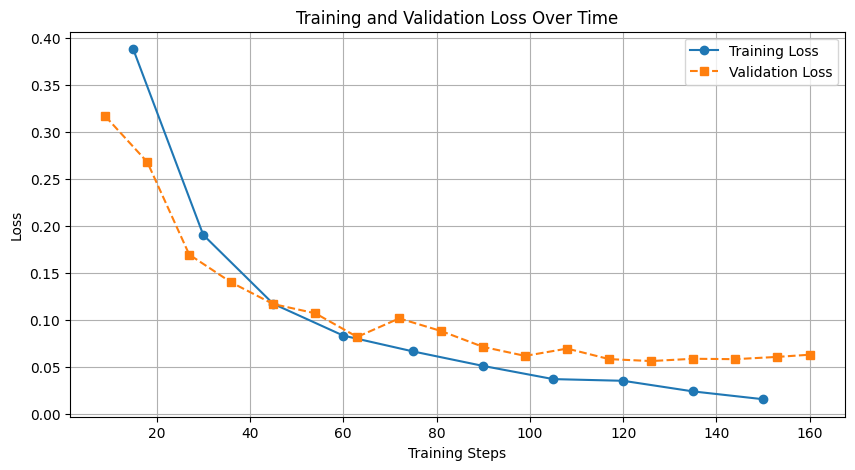 Training and Validation Loss Over Time
Training Loss
Validation Loss
Loss
0.40
0.35
0.30
0.25
0.20
0.15
0.10
0.05
0.00
20 40 60 80 100 120 140 160
Training Steps